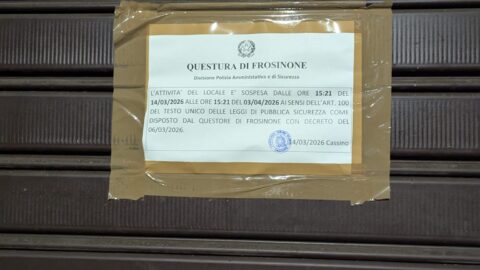 QUESTURA DI FROSINONE
Divisione Polizia Amministrativa e di Sicurezza
L'ATTIVITA' DEL LOCALE E' SOSPESA DALLE ORE 15:21 DEL
14/03/2026 ALLE ORE 15:21 DEL 03/04/2026 AI SENSI DELL'ART. 100
DEL TESTO UNICO DELLE LEGGI DI PUBBLICA SICUREZZA COME
DISPOSTO DAL QUESTORE DI FROSINONE CON DECRETO DEL
06/03/2026.
14/03/2026 Cassino